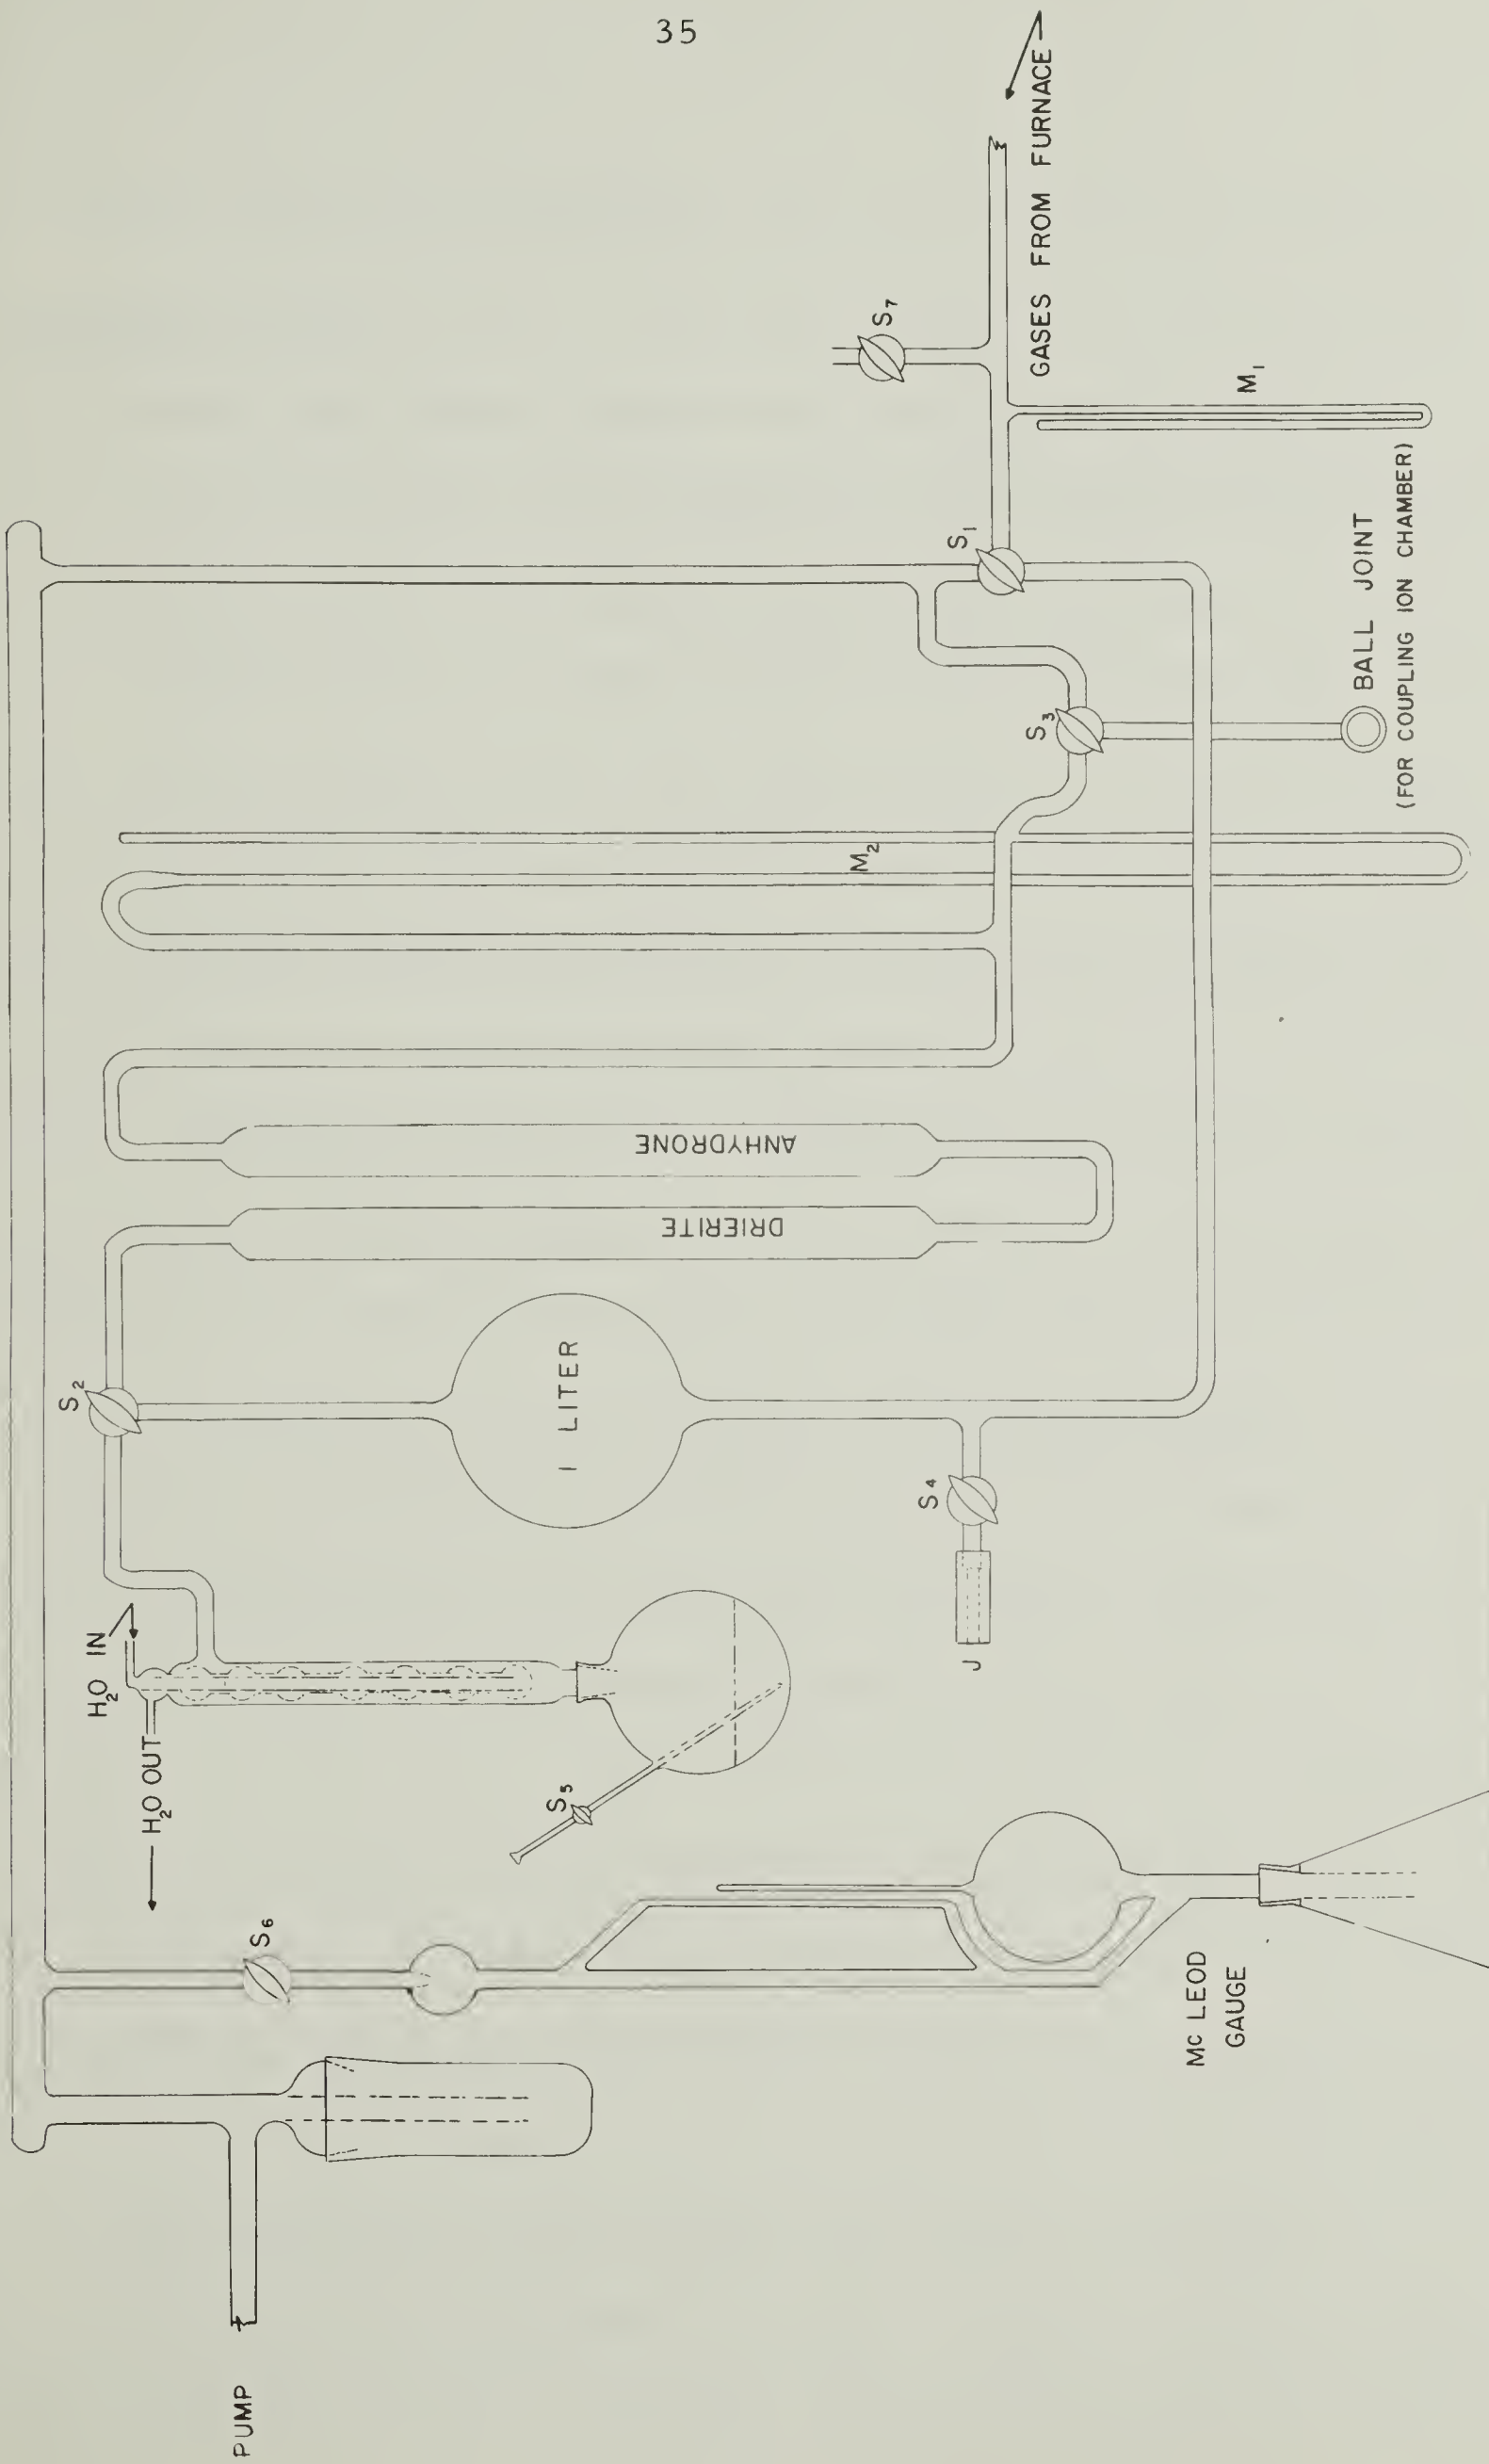 35
GASES FROM FURNACE
S7
M1
S1
BALL JOINT
(FOR COUPLING ION CHAMBER)
S3
M2
ANHYDRONE
DRIERITE
S2
1 LITER
S4
J
H2O IN
H2O OUT
S5
S6
Mc LEOD
GAUGE
PUMP